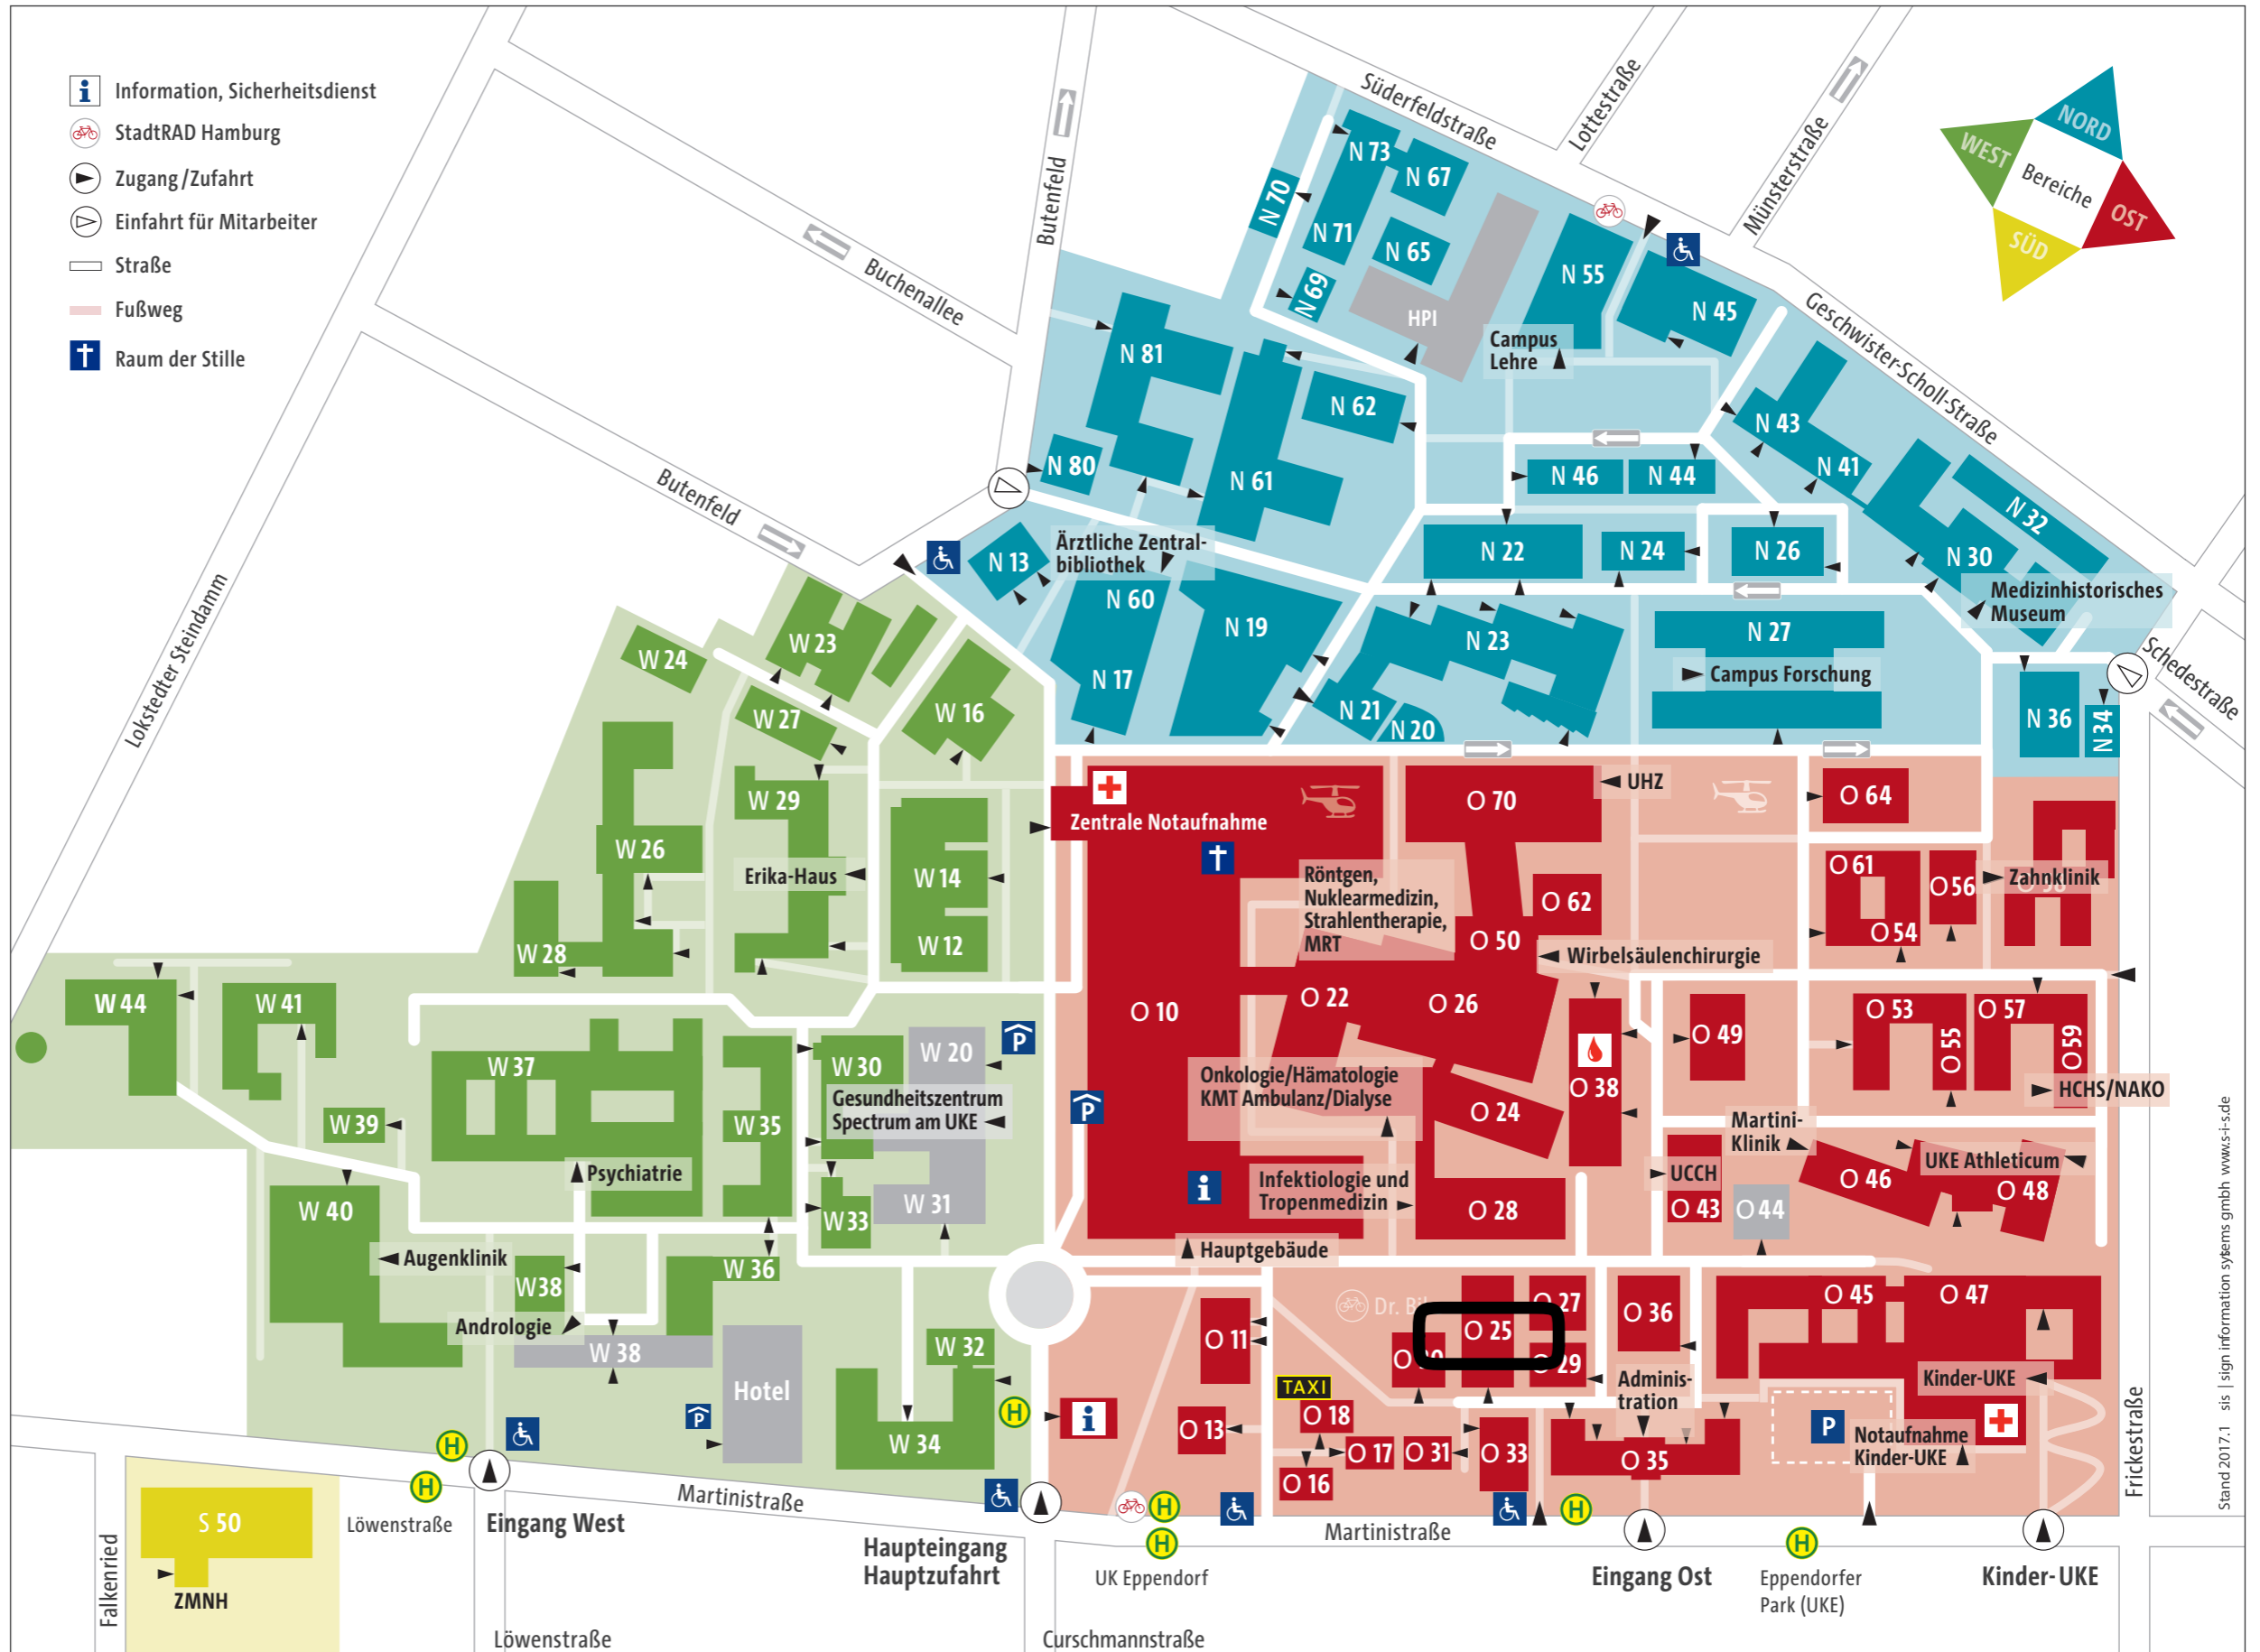 Information, Sicherheitsdienst
StadtRAD Hamburg
Zugang/Zufahrt
Einfahrt für Mitarbeiter
Straße
Fußweg
Raum der Stille
NORD
WEST
Bereiche
OST
SÜD
Süderfeldstraße
Lottestraße
Münsterstraße
Geschwister-Scholl-Straße
Schedestraße
Butenfeld
Buchenallee
Butenfeld
Lokstedter Steindamm
N 73
N 67
N 70
N 71
N 65
N 69
HPI
N 55
N 45
Campus
Lehre
N 81
N 62
N 80
N 61
N 43
N 41
N 46
N 44
N 32
N 30
N 22
N 24
N 26
N 13
Ärztliche Zentral-
bibliothek
Medizinhistorisches
Museum
N 60
N 19
N 17
N 23
N 27
Campus Forschung
N 21
N 20
N 36
N 34
W 23
W 24
W 27
W 16
W 29
W 26
Erika-Haus
W 14
W 12
W 28
W 44
W 41
W 37
W 39
W 35
W 30
W 20
P
Gesundheitszentrum
Spectrum am UKE
P
W 31
W 33
Psychiatrie
W 40
Augenklinik
W 38
W 36
Andrologie
W 38
Hotel
P
W 32
W 34
Zentrale Notaufnahme
O 70
UHZ
O 64
Röntgen,
Nuklearmedizin,
Strahlentherapie,
MRT
O 62
O 50
Wirbelsäulenchirurgie
O 61
O 56
O 54
Zahnklinik
O 10
O 22
O 26
O 38
O 49
O 53
O 55
O 57
O 59
HCHS/NAKO
Onkologie/Hämatologie
KMT Ambulanz/Dialyse
O 24
Infektiologie und
Tropenmedizin
O 28
Martini-
Klinik
UCCH
O 43
O 44
O 46
UKE Athleticum
O 48
Hauptgebäude
O 11
O 13
TAXI
O 18
O 17
O 16
O 31
O 33
O 25
O 36
Adminis-
tration
O 35
O 45
O 47
Kinder-UKE
P
Notaufnahme
Kinder-UKE
H
H
H
H
H
H
H
S 50
ZMNH
Falkenried
Löwenstraße
Eingang West
Löwenstraße
Martinistraße
Haupteingang
Hauptzufahrt
Curschmannstraße
UK Eppendorf
Martinistraße
Eingang Ost
Eppendorfer
Park (UKE)
Kinder-UKE
Frickestraße
Stand 2017.1 sis | sign information systems gmbh www.s-i-s.de